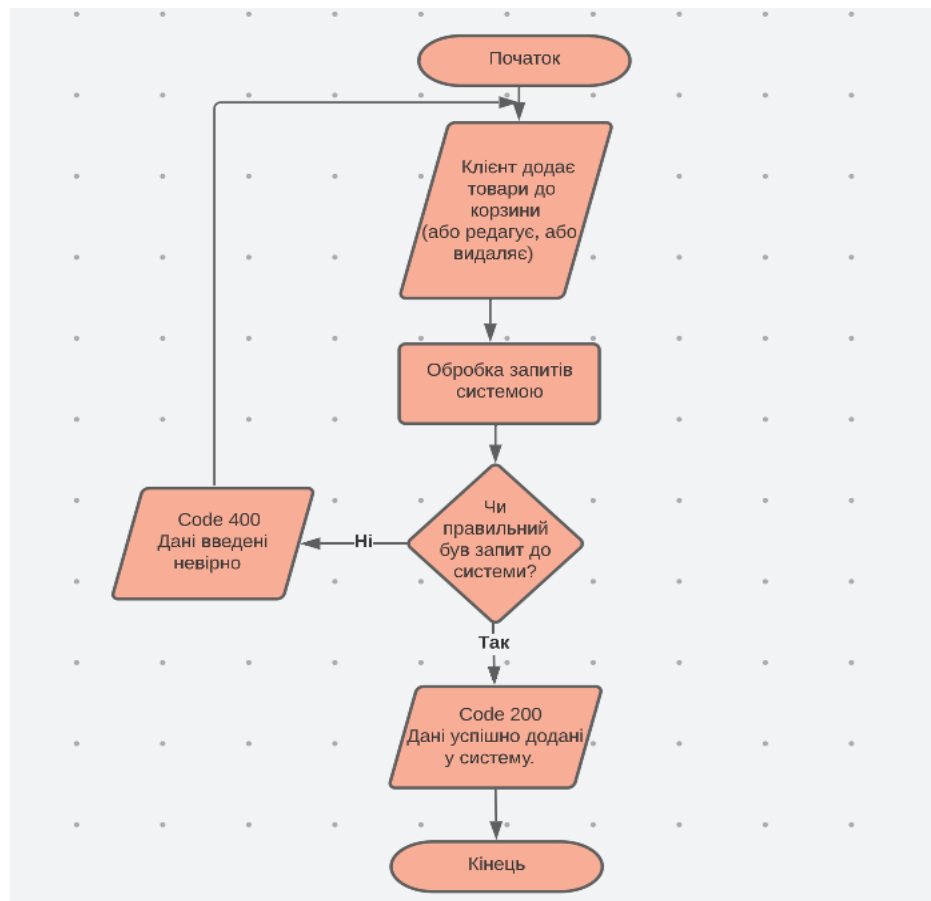 Початок
Клієнт додає
товари до
корзини
(або редагує, або
видаляє)
Обробка запитів
системою
Чи
правильний
був запит до
системи?
Ні
Code 400
Дані введені
невірно
Так
Code 200
Дані успішно додані
у систему.
Кінець